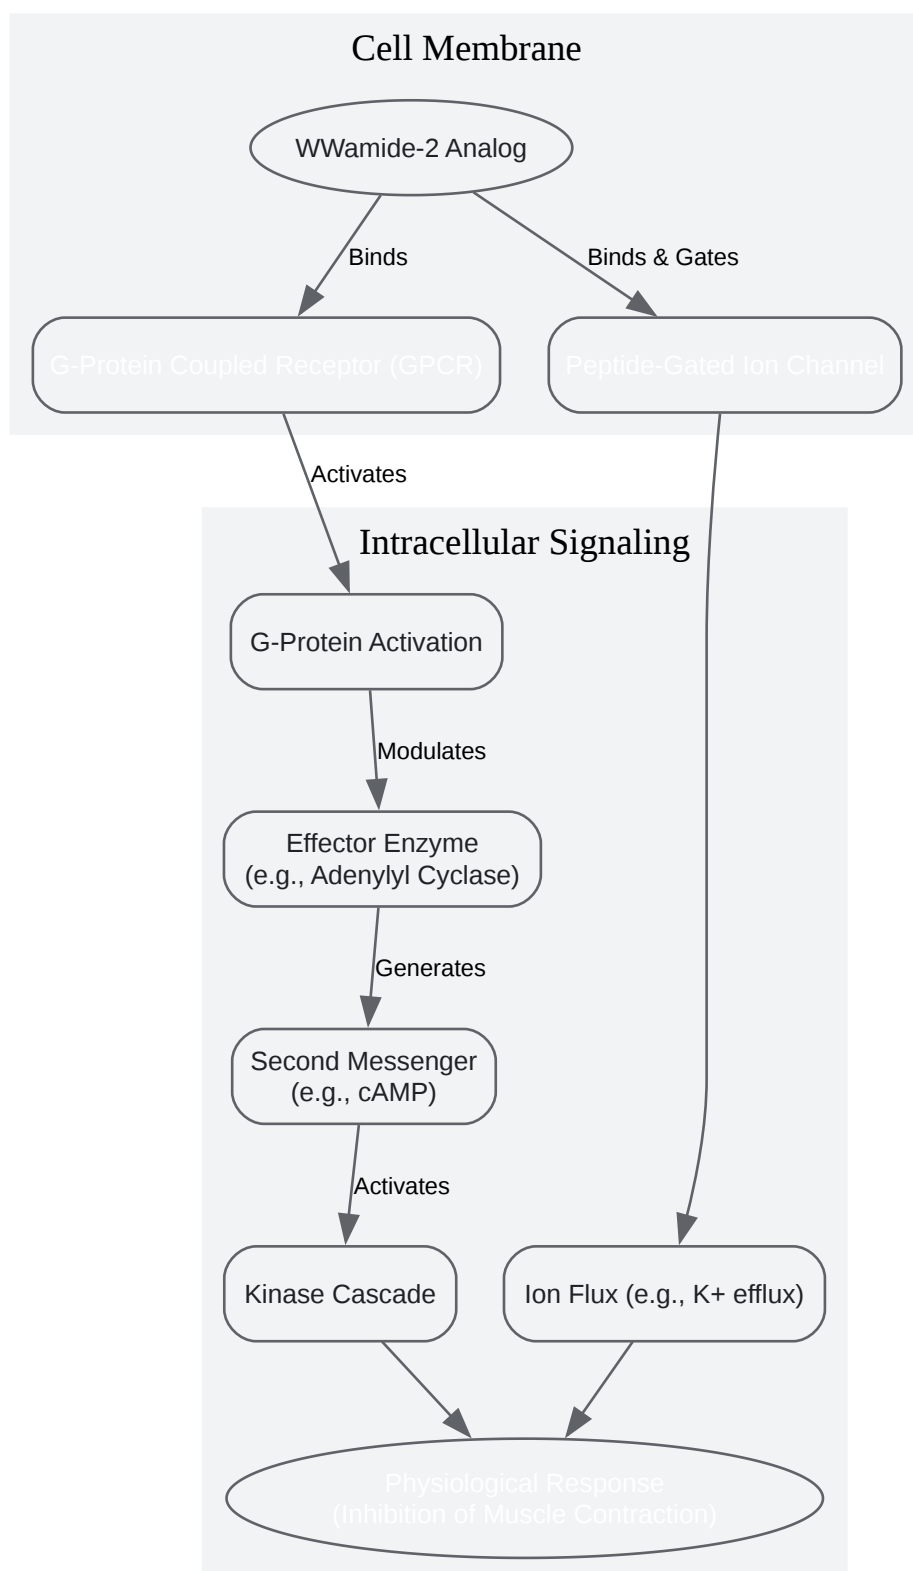 Cell Membrane
WWamide-2 Analog
Binds
Binds & Gates
G-Protein Coupled Receptor (GPCR)
Peptide-Gated Ion Channel
Activates
Intracellular Signaling
G-Protein Activation
Modulates
Effector Enzyme
(e.g., Adenylyl Cyclase)
Generates
Second Messenger
(e.g., cAMP)
Activates
Kinase Cascade
Ion Flux (e.g., K+ efflux)
Physiological Response
(Inhibition of Muscle Contraction)